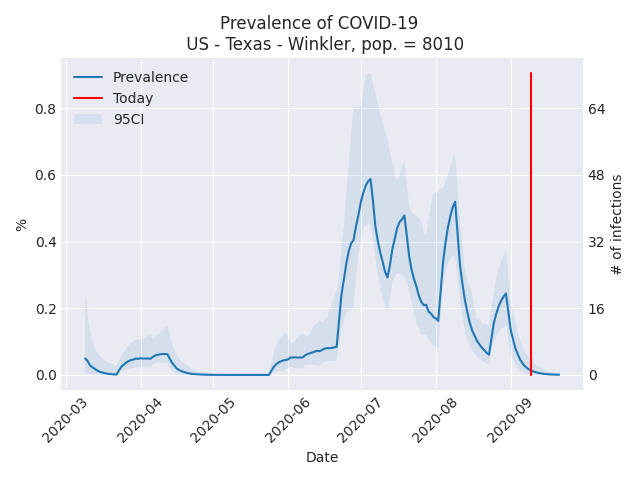 Prevalence of COVID-19
US - Texas - Winkler, pop. = 8010
Prevalence
Today
95CI
0.8
0.6
0.4
0.2
0.0
%
64
48
32
16
0
# of infections
2020-03
2020-04
2020-05
2020-06
2020-07
2020-08
2020-09
Date